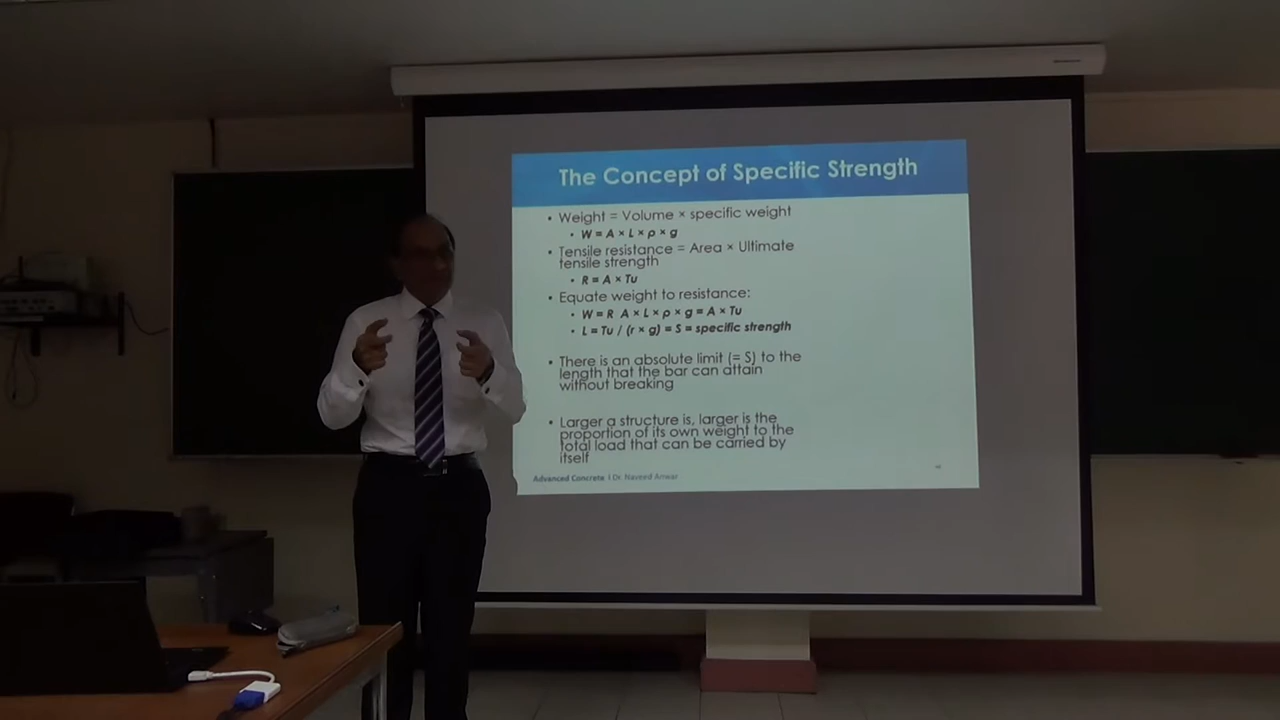 The Concept of Specific Strength
• Weight = Volume × specific weight
• W = A × L × ρ × g
• Tensile resistance = Area × Ultimate
tensile strength
• R = A × Tu
• Equate weight to resistance:
• W = R A × L × ρ × g = A × Tu
• L = Tu / (r × g) = S = specific strength
• There is an absolute limit (= S) to the
length that the bar can attain
without breaking
• Larger a structure is, larger is the
proportion of its own weight to the
total load that can be carried by
itself
Advanced Concrete I Dr. Naveed Anwar